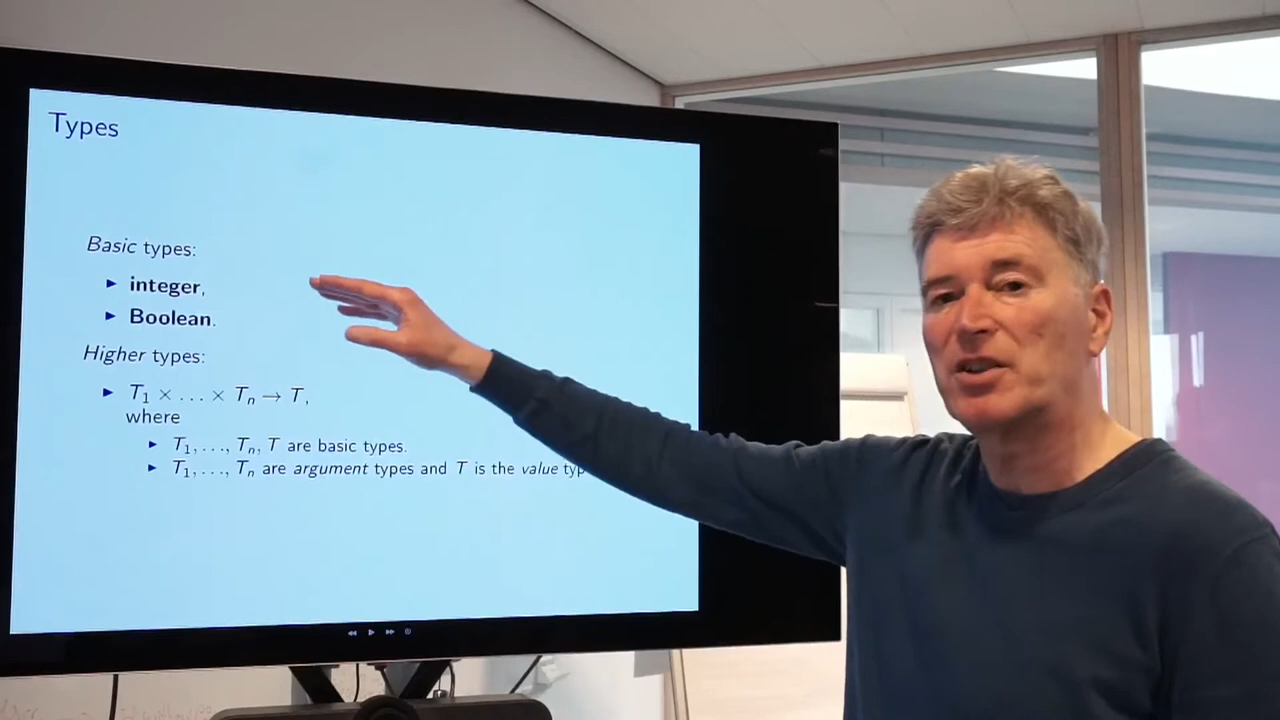 Types
Basic types:
► integer,
► Boolean.
Higher types:
► T₁ × … × Tₙ → T,
where
► T₁, …, Tₙ, T are basic types.
► T₁, …, Tₙ are argument types and T is the value typ